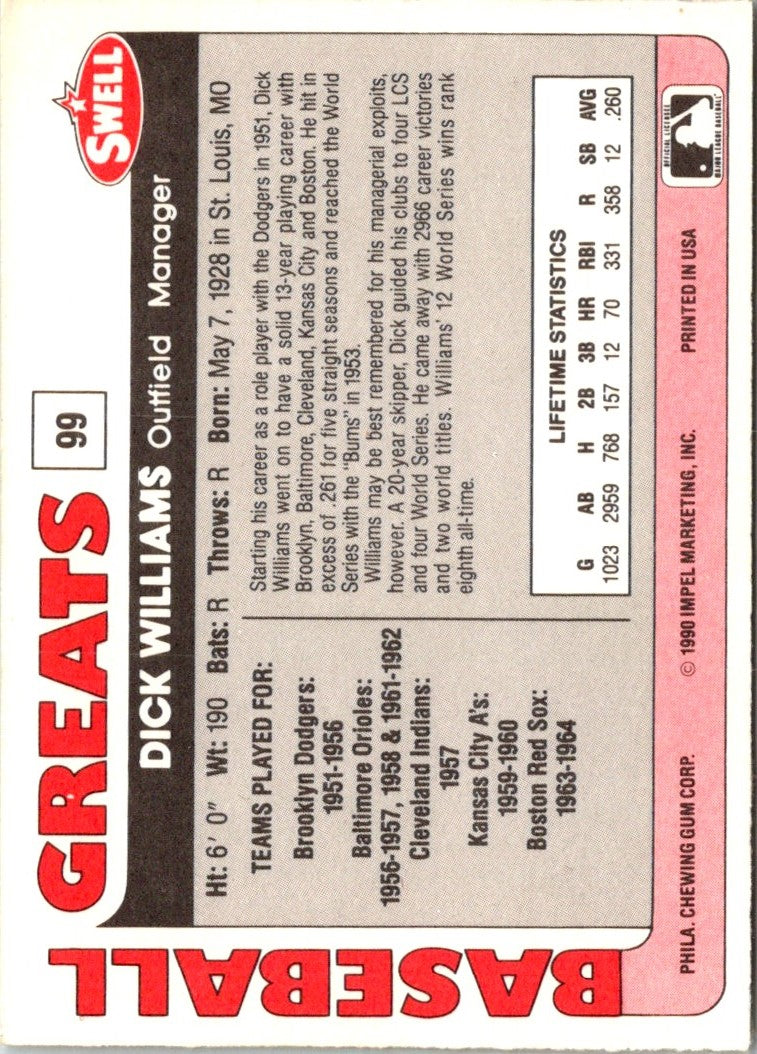 BASEBALL
GREATS
99
SWELL
DICK WILLIAMS Outfield Manager
Ht: 6' 0" Wt: 190 Bats: R Throws: R Born: May 7, 1928 in St. Louis, MO
TEAMS PLAYED FOR:
Brooklyn Dodgers:
1951-1956
Baltimore Orioles:
1956-1957, 1958 & 1961-1962
Cleveland Indians:
1957
Kansas City A's:
1959-1960
Boston Red Sox:
1963-1964
Starting his career as a role player with the Dodgers in 1951, Dick
Williams went on to have a solid 13-year playing career with
Brooklyn, Baltimore, Cleveland, Kansas City and Boston. He hit in
excess of .261 for five straight seasons and reached the World
Series with the "Bums" in 1953.
Williams may be best remembered for his managerial exploits,
however. A 20-year skipper, Dick guided his clubs to four LCS
and four World Series. He came away with 2966 career victories
and two world titles. Williams' 12 World Series wins rank
eighth all-time.
LIFETIME STATISTICS
G AB H 2B 3B HR RBI R SB AVG
1023 2959 768 157 12 70 331 358 12 .260
PHILA. CHEWING GUM CORP. © 1990 IMPEL MARKETING, INC. PRINTED IN USA
OFFICIAL LICENSEE
MAJOR LEAGUE BASEBALL